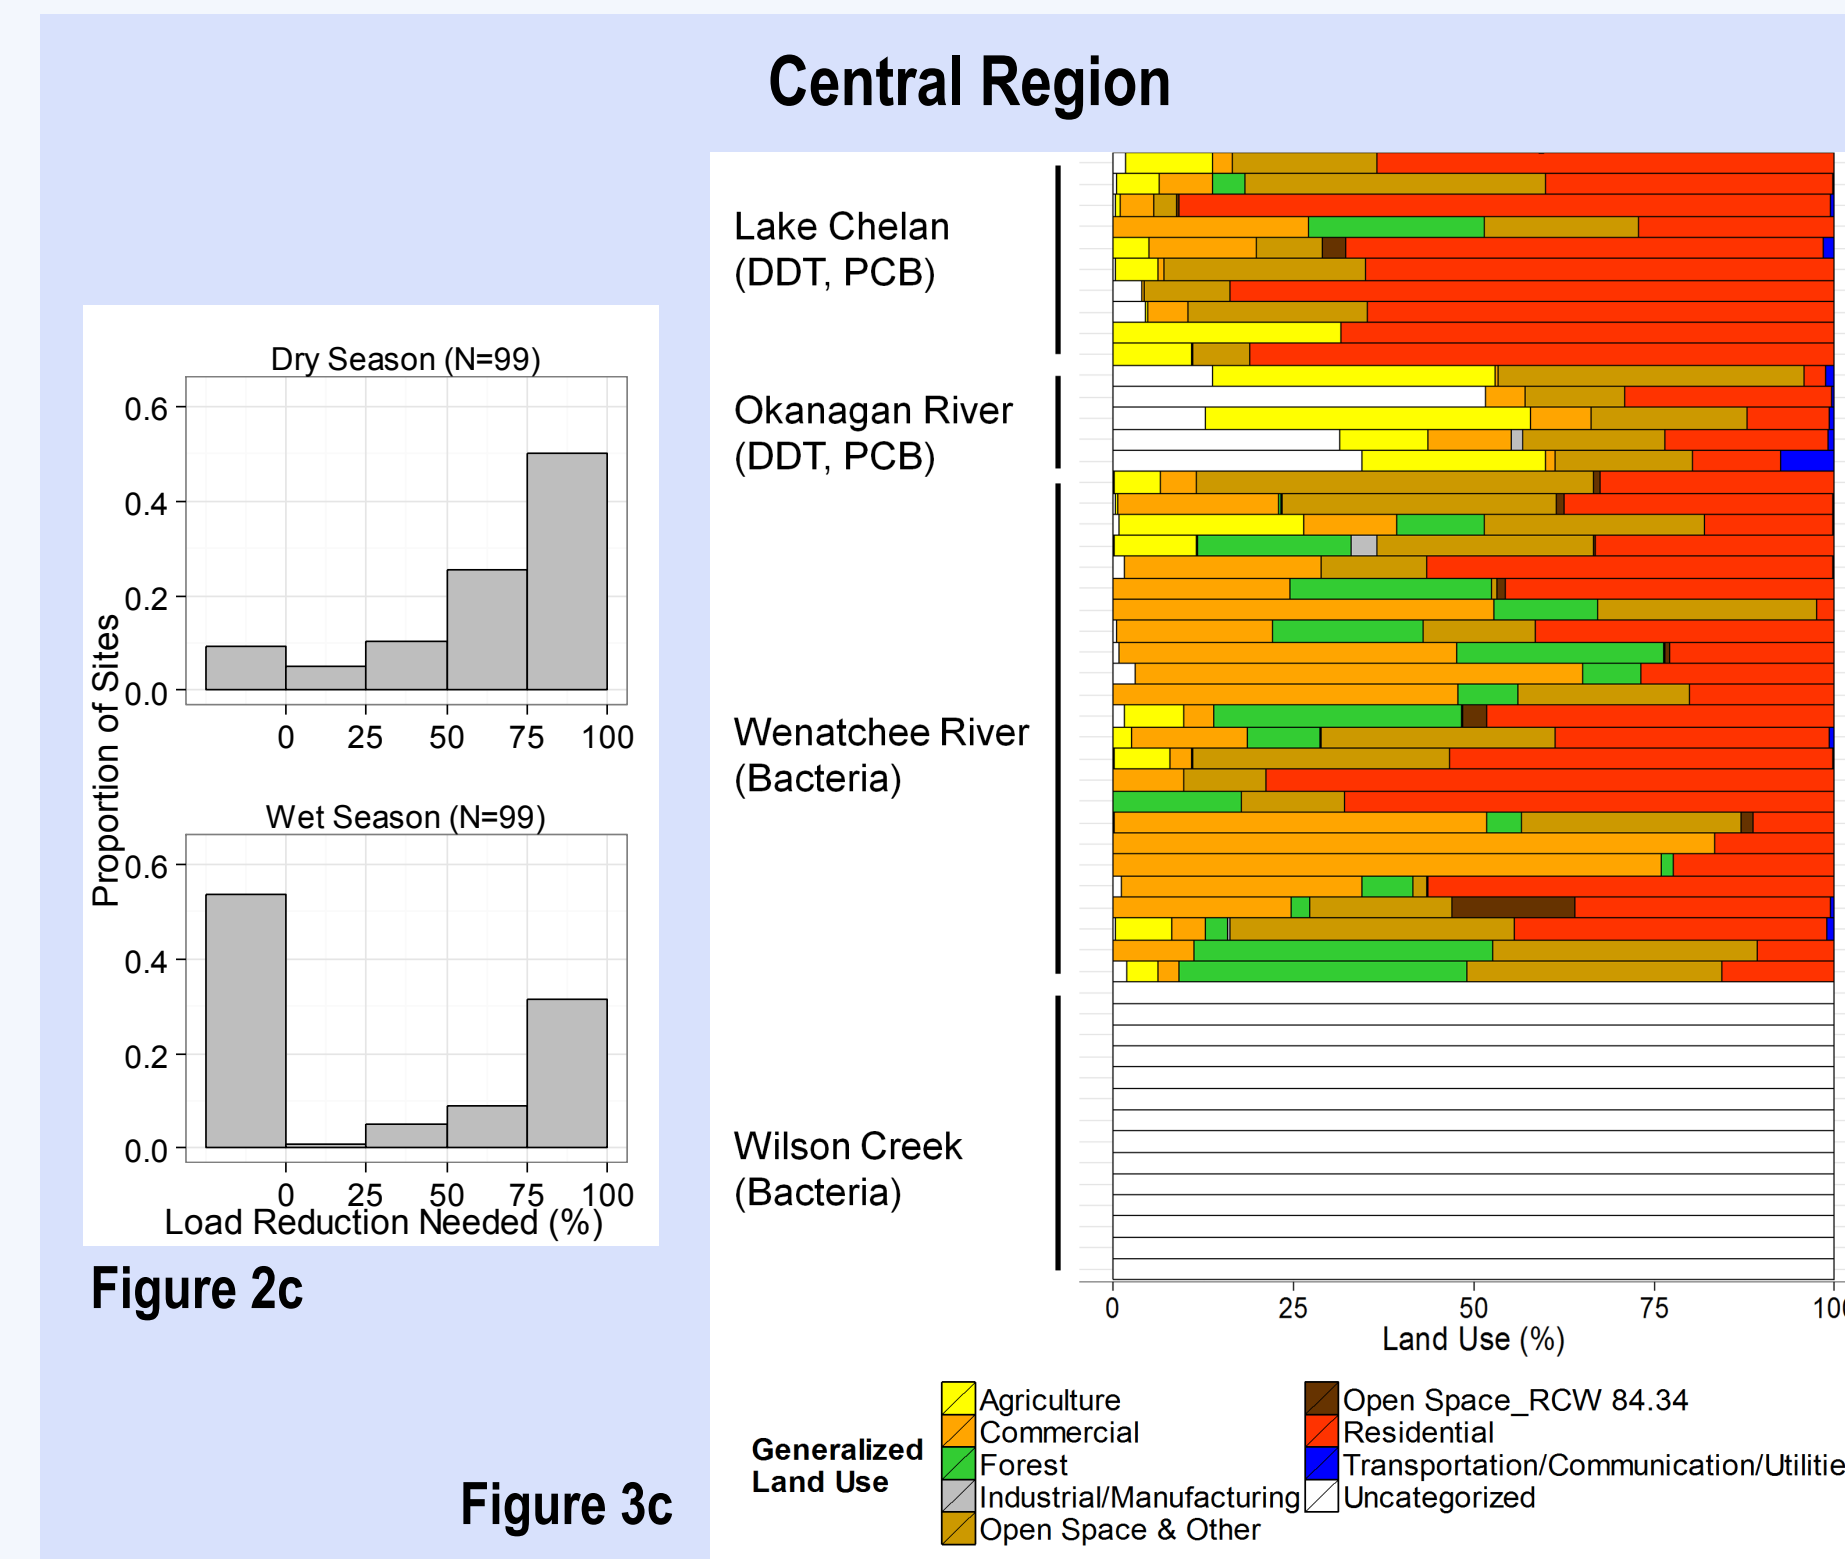 Central Region
Dry Season (N=99)
0.6
0.4
0.2
0.0
0 25 50 75 100
Proportion of Sites
Wet Season (N=99)
0.6
0.4
0.2
0.0
0 25 50 75 100
Load Reduction Needed (%)
Figure 2c
Lake Chelan
(DDT, PCB)
Okanagan River
(DDT, PCB)
Wenatchee River
(Bacteria)
Wilson Creek
(Bacteria)
0 25 50 75 10
Land Use (%)
Generalized
Land Use
Agriculture
Commercial
Forest
Industrial/Manufacturing
Open Space & Other
Open Space_RCW 84.34
Residential
Transportation/Communication/Utilitie
Uncategorized
Figure 3c